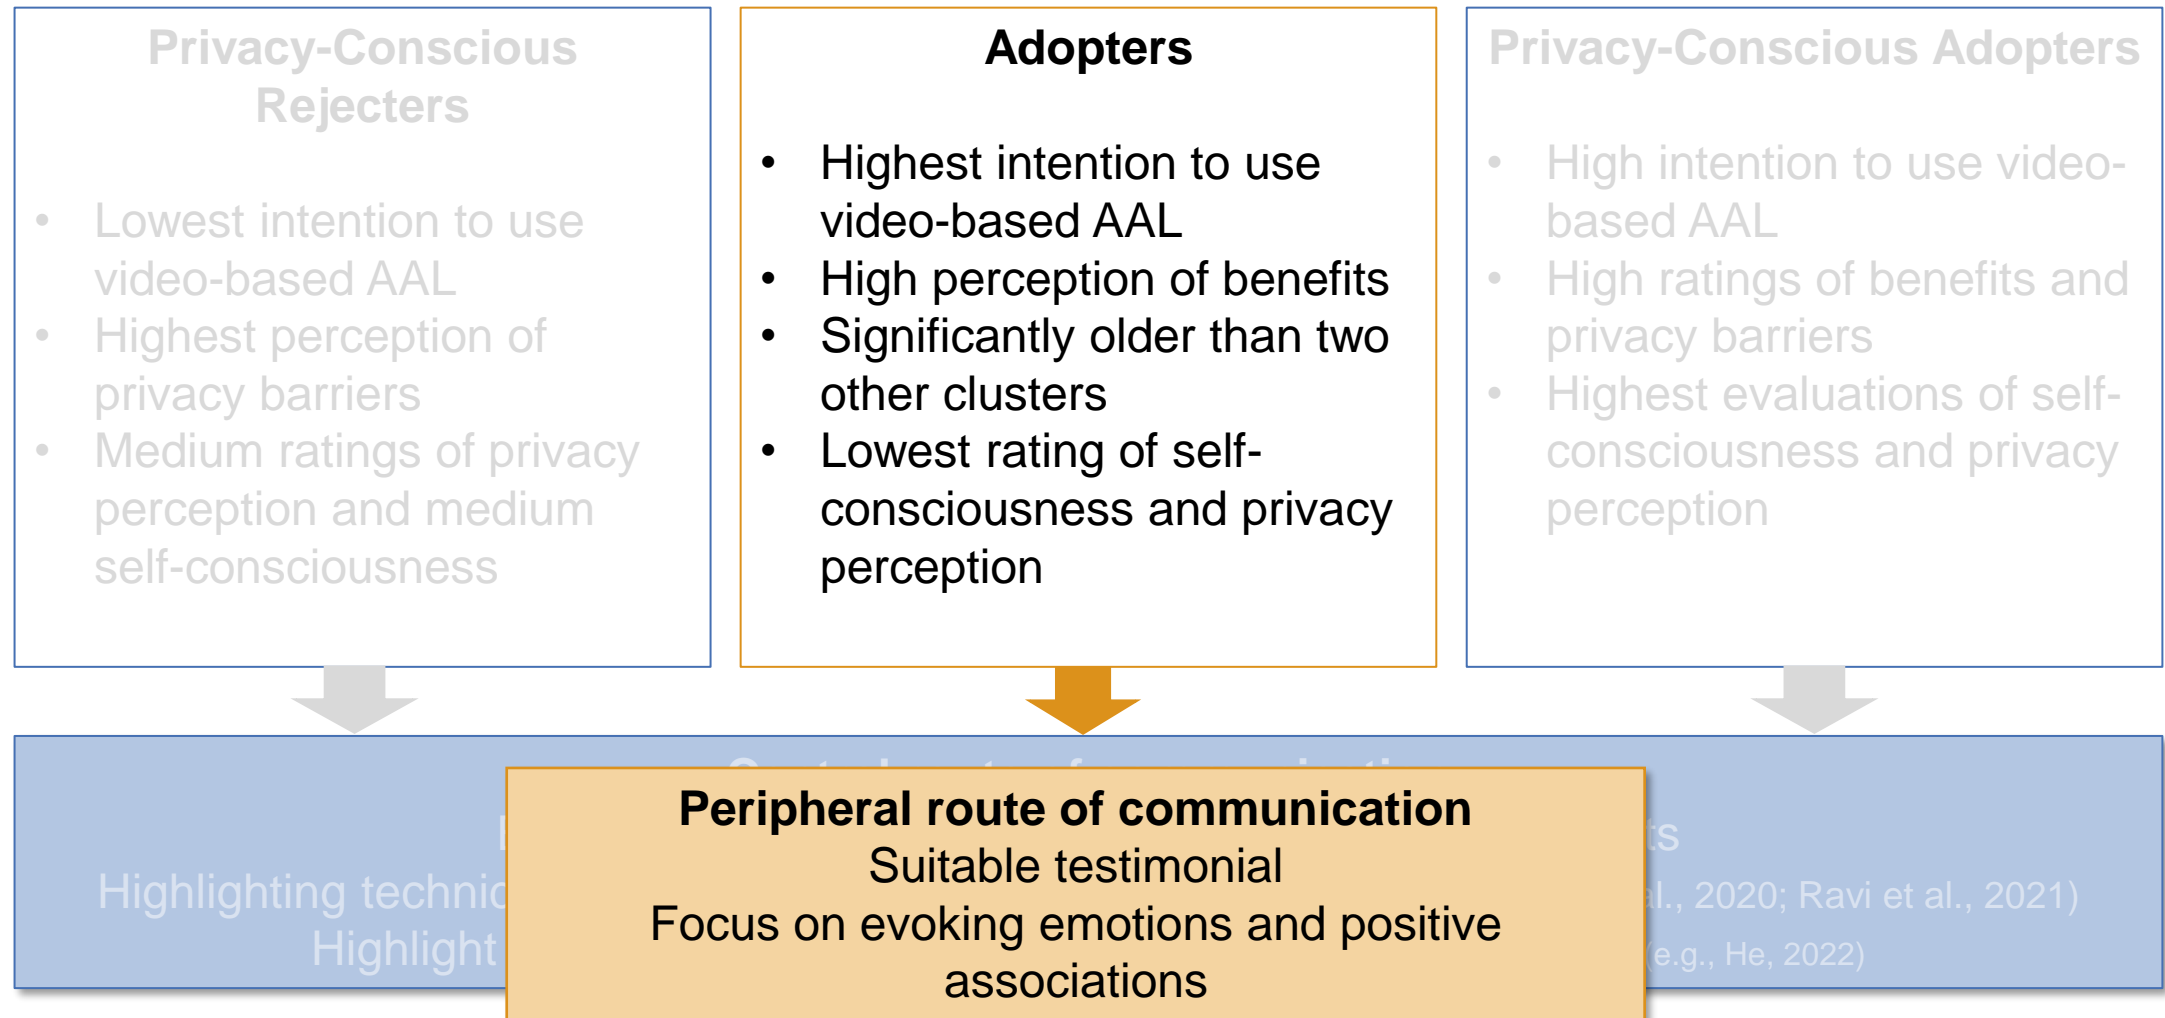 Privacy-Conscious
Rejecters
• Lowest intention to use
video-based AAL
• Highest perception of
privacy barriers
• Medium ratings of privacy
perception and medium
self-consciousness
Adopters
• Highest intention to use
video-based AAL
• High perception of benefits
• Significantly older than two
other clusters
• Lowest rating of self-
consciousness and privacy
perception
Privacy-Conscious Adopters
• High intention to use video-
based AAL
• High ratings of benefits and
privacy barriers
• Highest evaluations of self-
consciousness and privacy
perception
Peripheral route of communication
Suitable testimonial
Focus on evoking emotions and positive
associations
Highlighting
al., 2020; Ravi et al., 2021)
Highlight
(e.g., He, 2022)